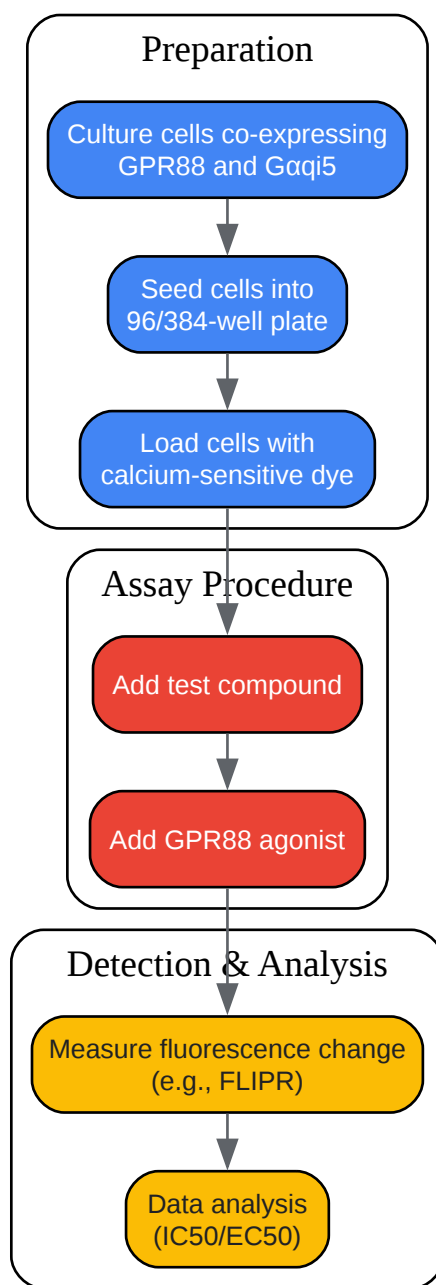 Preparation
Culture cells co-expressing
GPR88 and Gαqi5
Seed cells into
96/384-well plate
Load cells with
calcium-sensitive dye
Assay Procedure
Add test compound
Add GPR88 agonist
Detection & Analysis
Measure fluorescence change
(e.g., FLIPR)
Data analysis
(IC50/EC50)